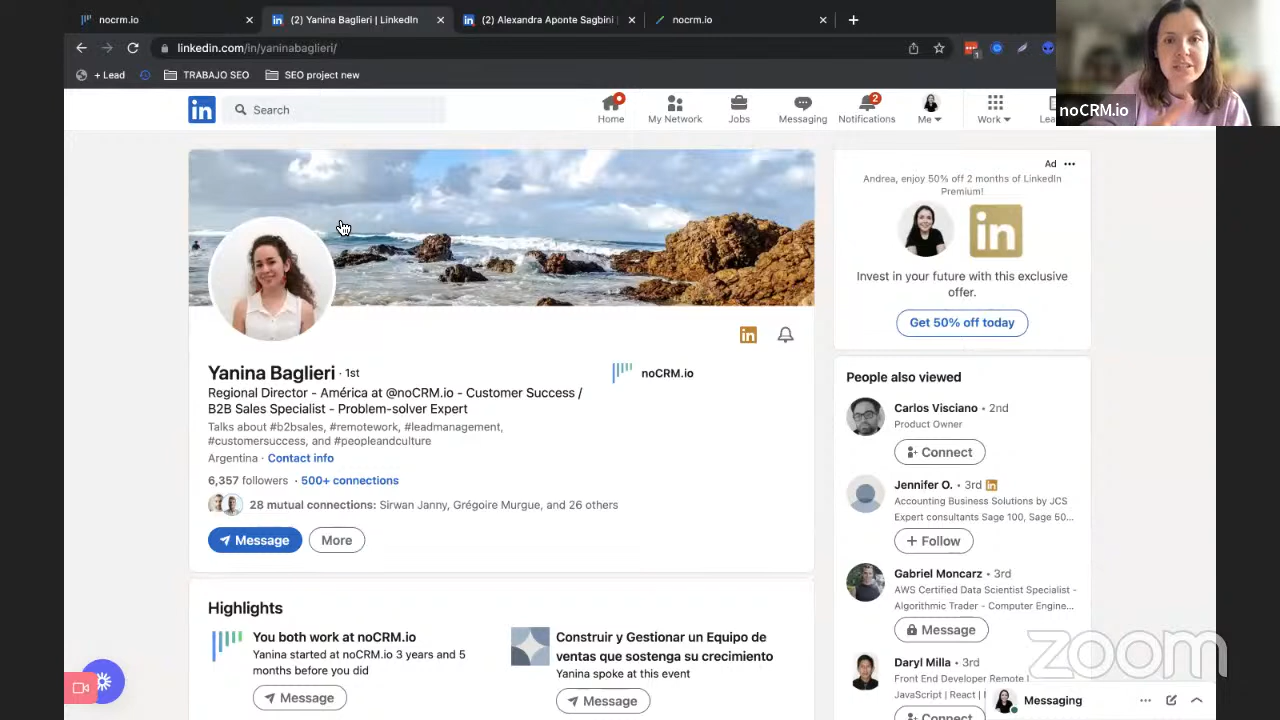 nocrm.io
(2) Yanina Baglieri | LinkedIn
(2) Alexandra Aponte Sagbini |
nocrm.io
linkedin.com/in/yaninabaglieri/
+ Lead
TRABAJO SEO
SEO project new
1
noCRM.io
in
Search
Home
My Network
Jobs
Messaging
2
Notifications
Me
Work
Lea
Ad
Andrea, enjoy 50% off 2 months of LinkedIn
Premium!
in
Invest in your future with this exclusive
offer.
Get 50% off today
in
Yanina Baglieri · 1st
noCRM.io
Regional Director - América at @noCRM.io - Customer Success /
B2B Sales Specialist - Problem-solver Expert
Talks about #b2bsales, #remotework, #leadmanagement,
#customersuccess, and #peopleandculture
Argentina · Contact info
6,357 followers · 500+ connections
28 mutual connections: Sirwan Janny, Grégoire Murgue, and 26 others
Message
More
Highlights
You both work at noCRM.io
Yanina started at noCRM.io 3 years and 5
months before you did
Message
Construir y Gestionar un Equipo de
ventas que sostenga su crecimiento
Yanina spoke at this event
Message
People also viewed
Carlos Visciano • 2nd
Product Owner
Connect
Jennifer O. • 3rd in
Accounting Business Solutions by JCS
Expert consultants Sage 100, Sage 50...
+ Follow
Gabriel Moncarz • 3rd
AWS Certified Data Scientist Specialist -
Algorithmic Trader - Computer Engine...
Message
Daryl Milla • 3rd
Front End Developer Remote |
JavaScript | React |
Connect
zoom
Messaging